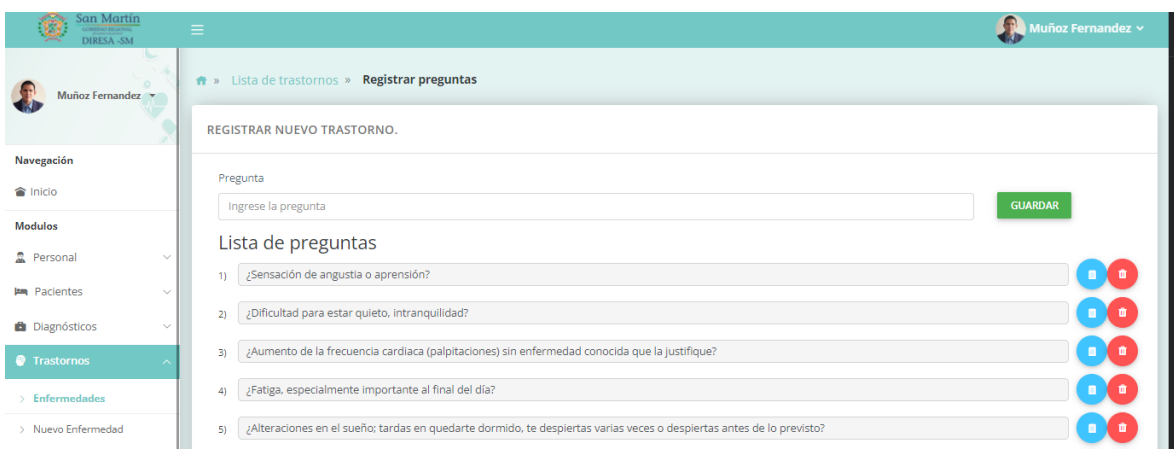 San Martín
GOBIERNO REGIONAL
DIRESA -SM
Muñoz Fernandez
Muñoz Fernandez
» Lista de trastornos » Registrar preguntas
REGISTRAR NUEVO TRASTORNO.
Navegación
Inicio
Modulos
Personal
Pacientes
Diagnósticos
Trastornos
> Enfermedades
> Nuevo Enfermedad
Pregunta
Ingrese la pregunta
GUARDAR
Lista de preguntas
1) ¿Sensación de angustia o aprensión?
2) ¿Dificultad para estar quieto, intranquilidad?
3) ¿Aumento de la frecuencia cardiaca (palpitaciones) sin enfermedad conocida que la justifique?
4) ¿Fatiga, especialmente importante al final del día?
5) ¿Alteraciones en el sueño; tardas en quedarte dormido, te despiertas varias veces o despiertas antes de lo previsto?